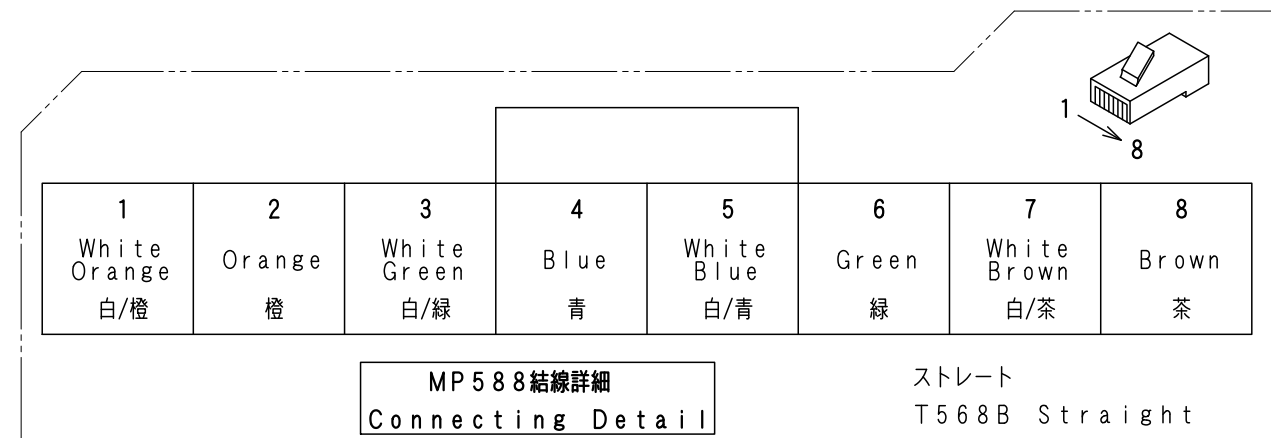 1
8
1
White
Orange
白/橙
2
Orange
橙
3
White
Green
白/緑
4
Blue
青
5
White
Blue
白/青
6
Green
緑
7
White
Brown
白/茶
8
Brown
茶
MP588結線詳細
Connecting Detail
ストレート
T568B Straight